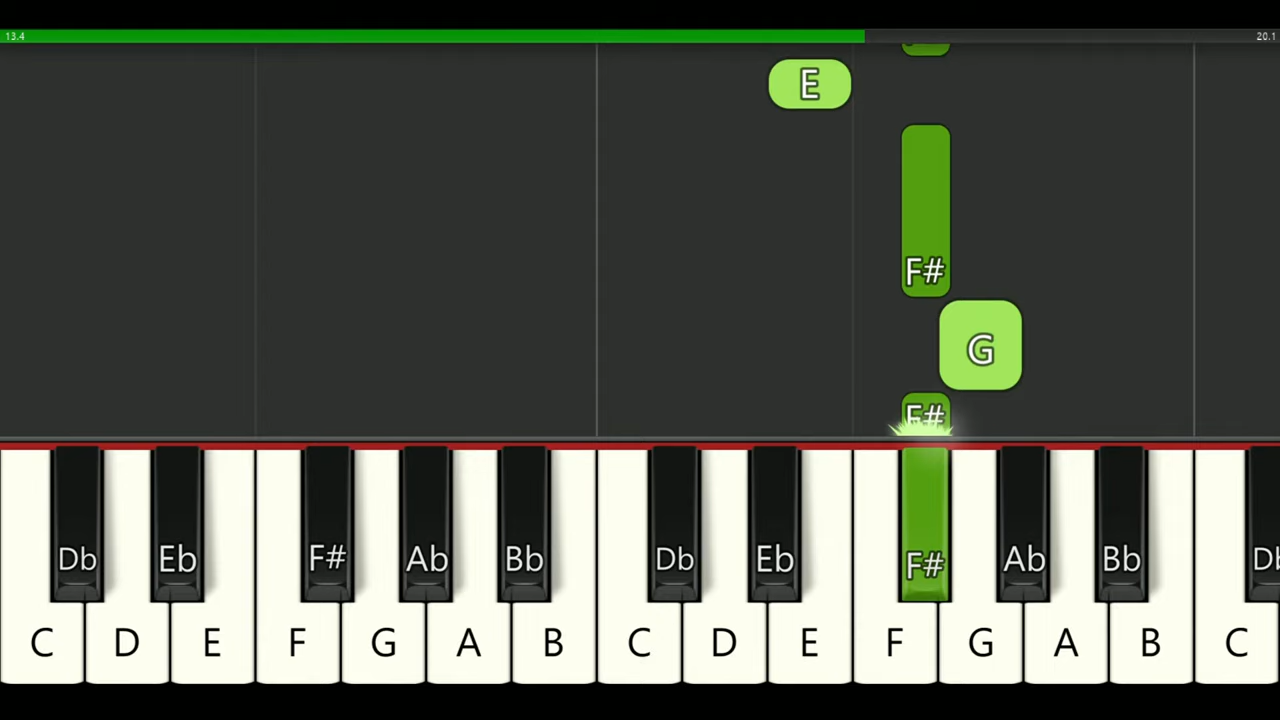 13.4 20.1
E
F#
G
F#
Db Eb F# Ab Bb Db Eb F# Ab Bb
C D E F G A B C D E F G A B C